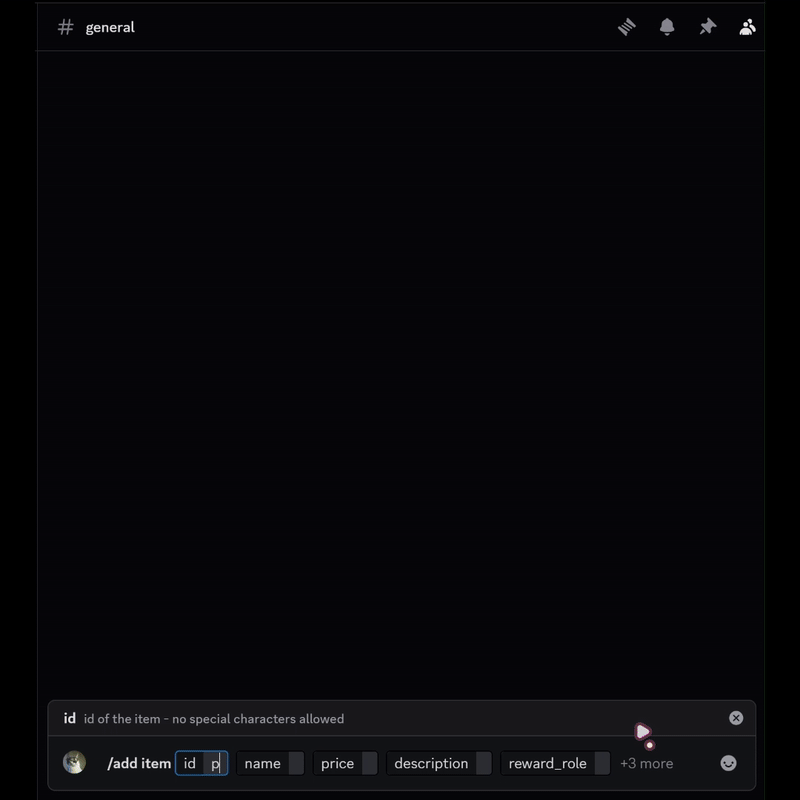 # general
id id of the item - no special characters allowed
/add item id p name price description reward_role +3 more